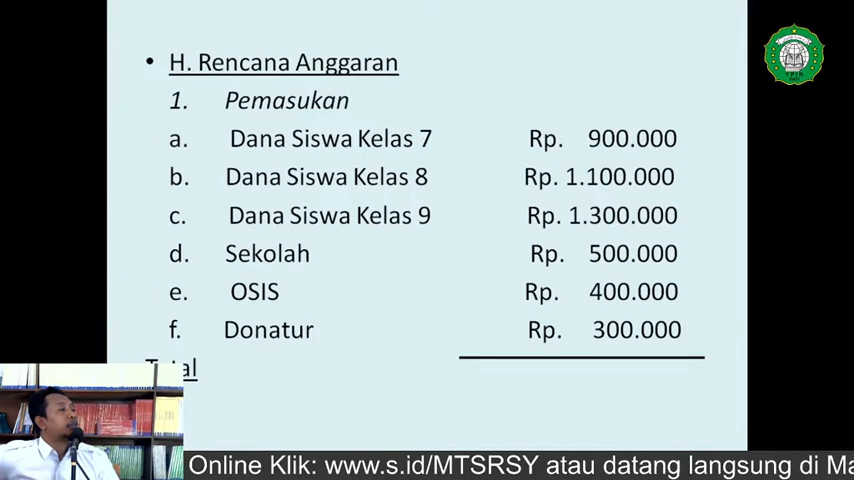 • H. Rencana Anggaran
1. Pemasukan
a. Dana Siswa Kelas 7 Rp. 900.000
b. Dana Siswa Kelas 8 Rp. 1.100.000
c. Dana Siswa Kelas 9 Rp. 1.300.000
d. Sekolah Rp. 500.000
e. OSIS Rp. 400.000
f. Donatur Rp. 300.000
Online Klik: www.s.id/MTSRSY atau datang langsung di Ma